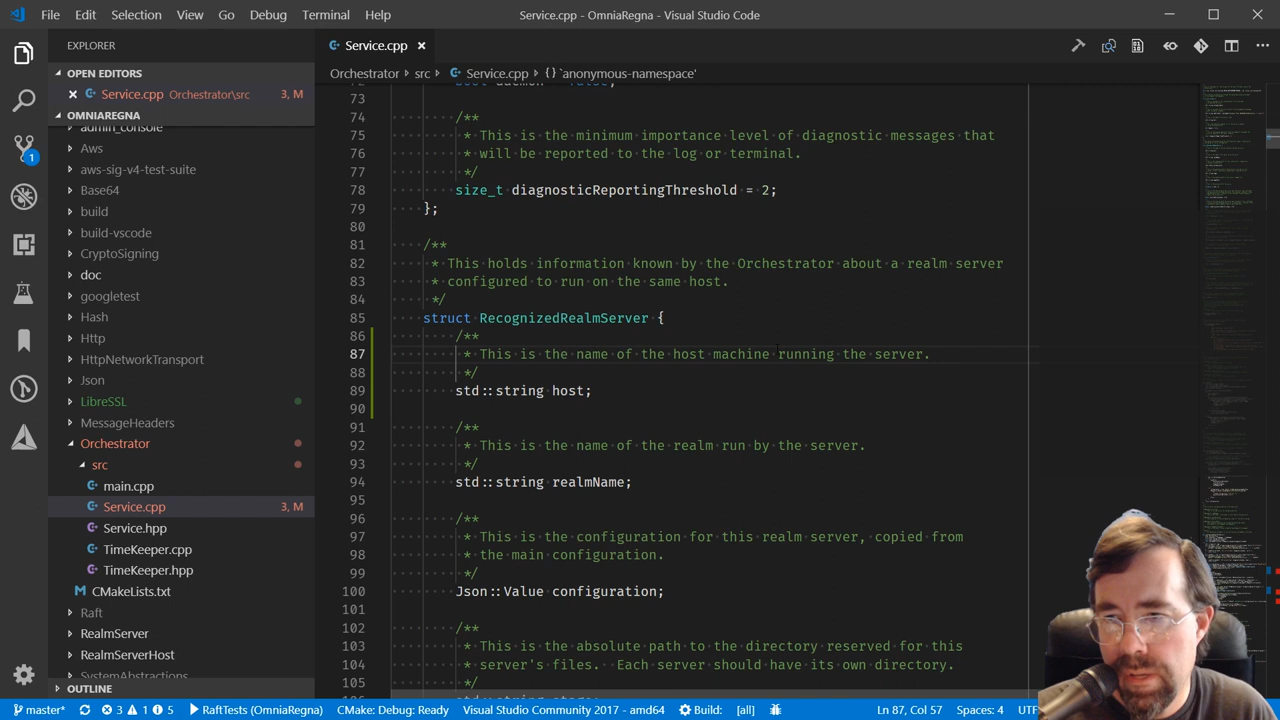 File Edit Selection View Go Debug Terminal Help
Service.cpp - OmniaRegna - Visual Studio Code
EXPLORER
OPEN EDITORS
Service.cpp Orchestrator\src 3, M
OMNIAREGNA
admin_console
Aws
aws-sig-v4-test-suite
Base64
build
build-vscode
CryptoSigning
doc
googletest
Hash
Http
HttpNetworkTransport
Json
LibreSSL
MessageHeaders
Orchestrator
src
main.cpp
Service.cpp 3, M
Service.hpp
TimeKeeper.cpp
TimeKeeper.hpp
CMakeLists.txt
Raft
RealmServer
RealmServerHost
SystemAbstractions
OUTLINE
1
Service.cpp
Orchestrator > src > Service.cpp > {} `anonymous-namespace'
72 bool daemon = false;
73
74 /**
75 * This is the minimum importance level of diagnostic messages that
76 * will be reported to the log or terminal.
77 */
78 size_t diagnosticReportingThreshold = 2;
79 };
80
81 /**
82 * This holds information known by the Orchestrator about a realm server
83 * configured to run on the same host.
84 */
85 struct RecognizedRealmServer {
86 /**
87 * This is the name of the host machine running the server.
88 */
89 std::string host;
90
91 /**
92 * This is the name of the realm run by the server.
93 */
94 std::string realmName;
95
96 /**
97 * This is the configuration for this realm server, copied from
98 * the main configuration.
99 */
100 Json::Value configuration;
101
102 /**
103 * This is the absolute path to the directory reserved for this
104 * server's files. Each server should have its own directory.
105 */
106
master* 3 1 5 RaftTests (OmniaRegna) CMake: Debug: Ready Visual Studio Community 2017 - amd64 Build: [all] Ln 87, Col 57 Spaces: 4